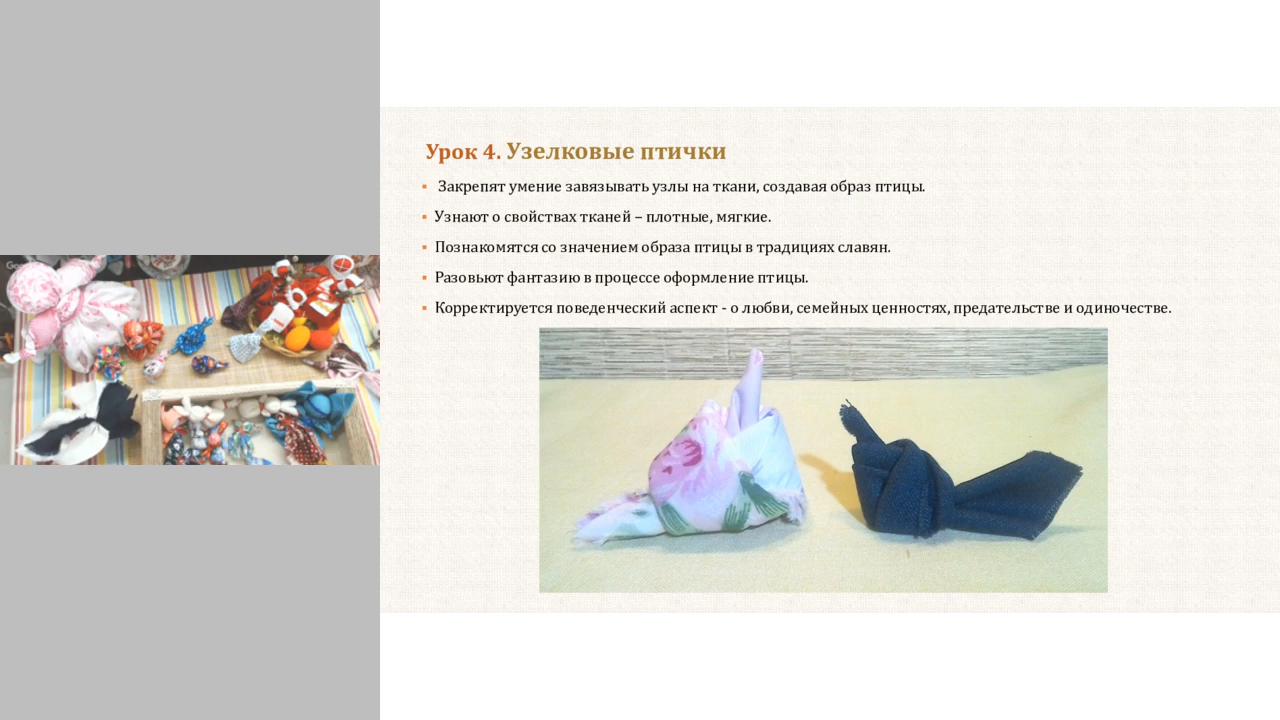 Урок 4. Узелковые птички
Закрепят умение завязывать узлы на ткани, создавая образ птицы.
Узнают о свойствах тканей – плотные, мягкие.
Познакомятся со значением образа птицы в традициях славян.
Разовьют фантазию в процессе оформление птицы.
Корректируется поведенческий аспект - о любви, семейных ценностях, предательстве и одиночестве.